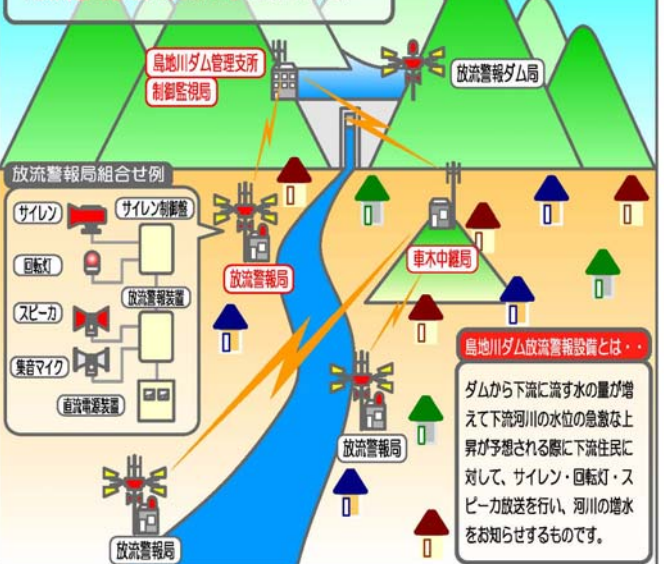 島地川ダム管理支所
制御監視局
放流警報ダム局
放流警報局組合せ例
サイレン
サイレン制御盤
回転灯
放流警報装置
スピーカ
集音マイク
直流電源装置
放流警報局
車木中継局
放流警報局
放流警報局
島地川ダム放流警報設備とは・・
ダムから下流に流す水の量が増
えて下流河川の水位の急激な上
昇が予想される際に下流住民に
対して、サイレン・回転灯・ス
ピーカ放送を行い、河川の増水
をお知らせするものです。